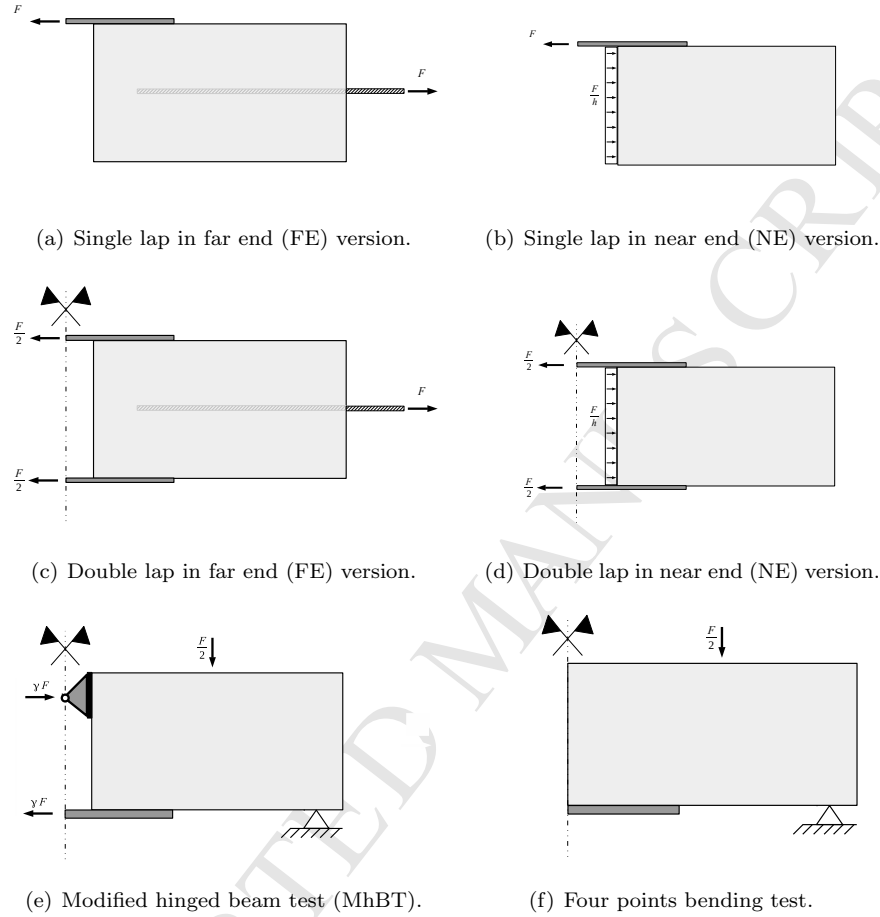 F
F
(a) Single lap in far end (FE) version.
F
F/h
(b) Single lap in near end (NE) version.
F/2
F
F/2
(c) Double lap in far end (FE) version.
F/2
F/h
F/2
(d) Double lap in near end (NE) version.
F/2
γF
γF
(e) Modified hinged beam test (MhBT).
F/2
(f) Four points bending test.
TED MANUSCRIP